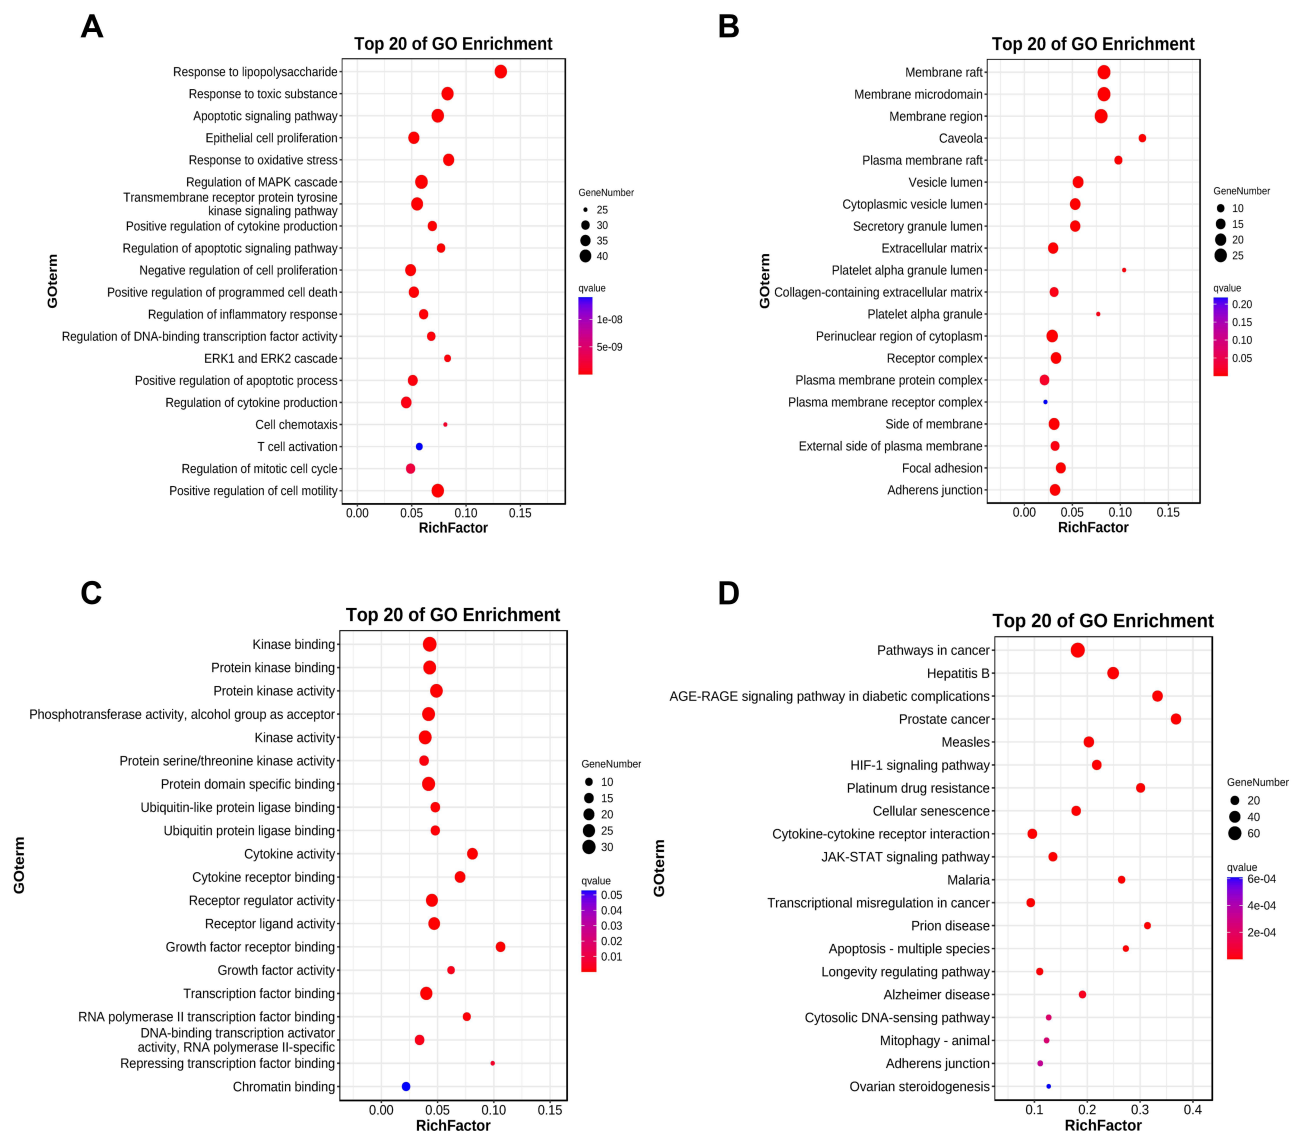 A
Top 20 of GO Enrichment
Response to lipopolysaccharide
Response to toxic substance
Apoptotic signaling pathway
Epithelial cell proliferation
Response to oxidative stress
Regulation of MAPK cascade
Transmembrane receptor protein tyrosine
kinase signaling pathway
Positive regulation of cytokine production
Regulation of apoptotic signaling pathway
Negative regulation of cell proliferation
Positive regulation of programmed cell death
Regulation of inflammatory response
Regulation of DNA-binding transcription factor activity
ERK1 and ERK2 cascade
Positive regulation of apoptotic process
Regulation of cytokine production
Cell chemotaxis
T cell activation
Regulation of mitotic cell cycle
Positive regulation of cell motility
GOterm
0.00 0.05 0.10 0.15
RichFactor
GeneNumber
25
30
35
40
qvalue
1e-08
5e-09
B
Top 20 of GO Enrichment
Membrane raft
Membrane microdomain
Membrane region
Caveola
Plasma membrane raft
Vesicle lumen
Cytoplasmic vesicle lumen
Secretory granule lumen
Extracellular matrix
Platelet alpha granule lumen
Collagen-containing extracellular matrix
Platelet alpha granule
Perinuclear region of cytoplasm
Receptor complex
Plasma membrane protein complex
Plasma membrane receptor complex
Side of membrane
External side of plasma membrane
Focal adhesion
Adherens junction
GOterm
0.00 0.05 0.10 0.15
RichFactor
GeneNumber
10
15
20
25
qvalue
0.20
0.15
0.10
0.05
C
Top 20 of GO Enrichment
Kinase binding
Protein kinase binding
Protein kinase activity
Phosphotransferase activity, alcohol group as acceptor
Kinase activity
Protein serine/threonine kinase activity
Protein domain specific binding
Ubiquitin-like protein ligase binding
Ubiquitin protein ligase binding
Cytokine activity
Cytokine receptor binding
Receptor regulator activity
Receptor ligand activity
Growth factor receptor binding
Growth factor activity
Transcription factor binding
RNA polymerase II transcription factor binding
DNA-binding transcription activator
activity, RNA polymerase II-specific
Repressing transcription factor binding
Chromatin binding
GOterm
0.00 0.05 0.10 0.15
RichFactor
GeneNumber
10
15
20
25
30
qvalue
0.05
0.04
0.03
0.02
0.01
D
Top 20 of GO Enrichment
Pathways in cancer
Hepatitis B
AGE-RAGE signaling pathway in diabetic complications
Prostate cancer
Measles
HIF-1 signaling pathway
Platinum drug resistance
Cellular senescence
Cytokine-cytokine receptor interaction
JAK-STAT signaling pathway
Malaria
Transcriptional misregulation in cancer
Prion disease
Apoptosis - multiple species
Longevity regulating pathway
Alzheimer disease
Cytosolic DNA-sensing pathway
Mitophagy - animal
Adherens junction
Ovarian steroidogenesis
GOterm
0.1 0.2 0.3 0.4
RichFactor
GeneNumber
20
40
60
qvalue
6e-04
4e-04
2e-04